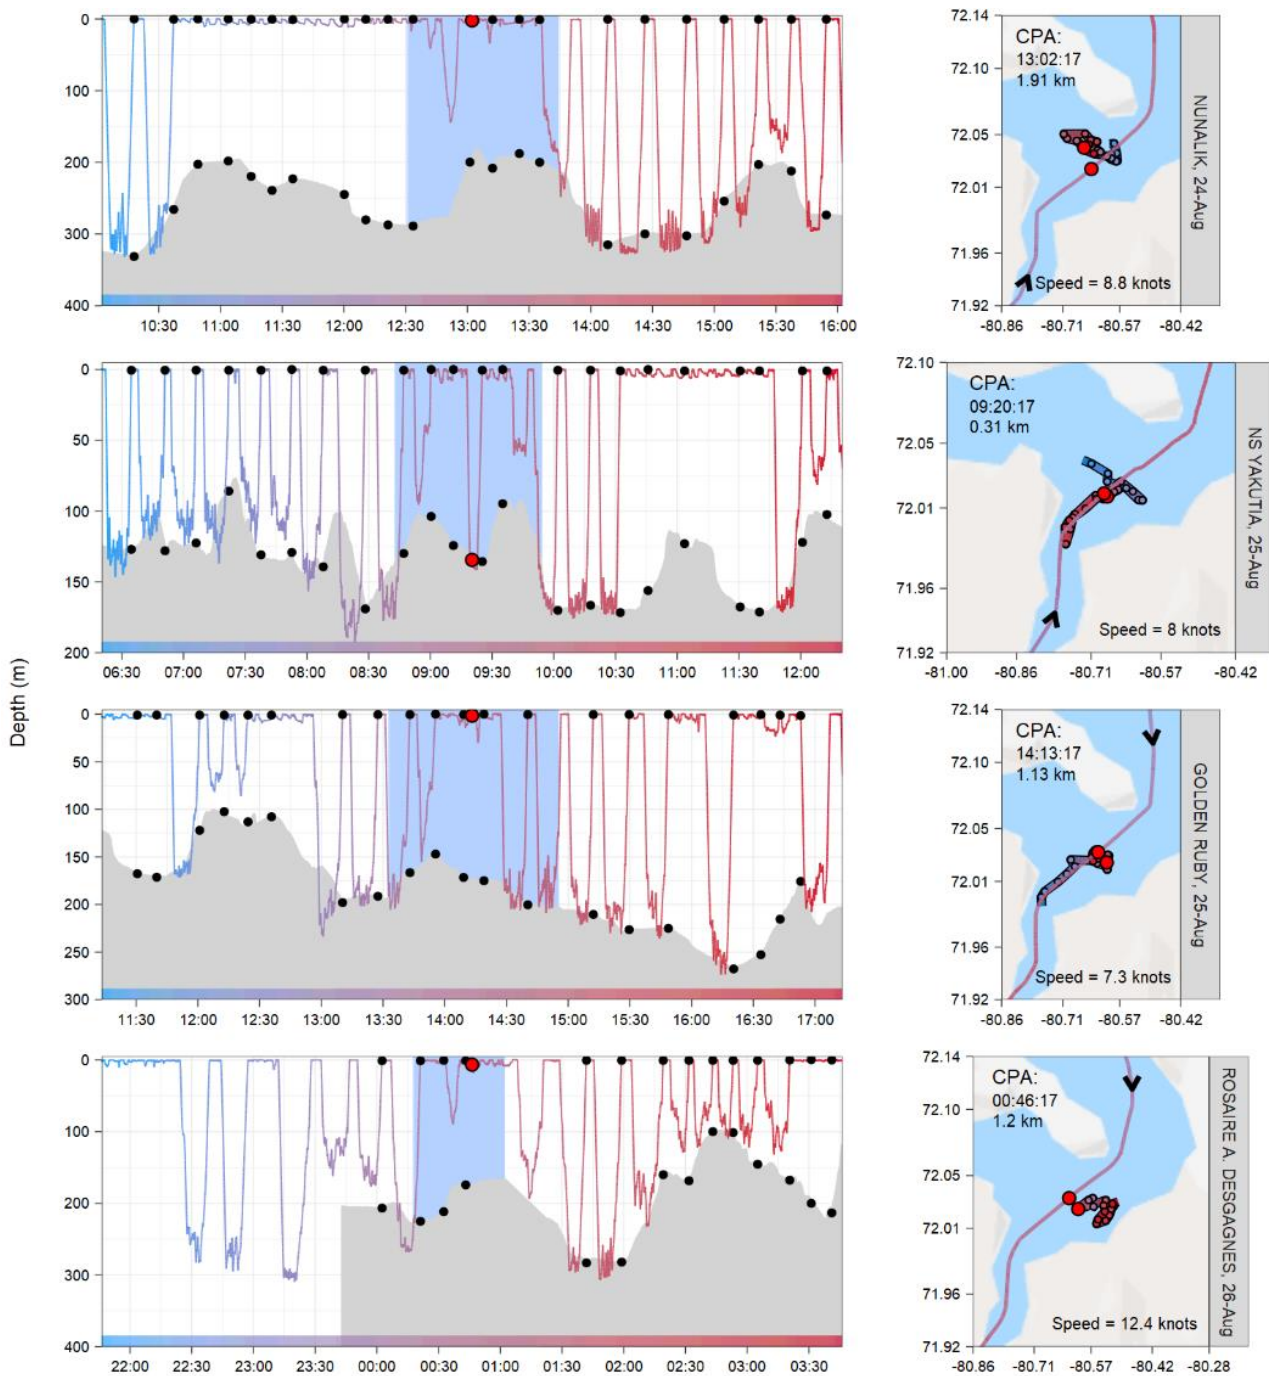 Depth (m)
0
100
200
300
400
10:30 11:00 11:30 12:00 12:30 13:00 13:30 14:00 14:30 15:00 15:30 16:00
72.14
72.10
72.05
72.01
71.96
71.92
CPA:
13:02:17
1.91 km
Speed = 8.8 knots
-80.86 -80.71 -80.57 -80.42
NUNALIK, 24-Aug
0
50
100
150
200
06:30 07:00 07:30 08:00 08:30 09:00 09:30 10:00 10:30 11:00 11:30 12:00
72.10
72.05
72.01
71.96
71.92
CPA:
09:20:17
0.31 km
Speed = 8 knots
-81.00 -80.86 -80.71 -80.57 -80.42
NS YAKUTIA, 25-Aug
0
50
100
150
200
250
300
11:30 12:00 12:30 13:00 13:30 14:00 14:30 15:00 15:30 16:00 16:30 17:00
72.14
72.10
72.05
72.01
71.96
71.92
CPA:
14:13:17
1.13 km
Speed = 7.3 knots
-80.86 -80.71 -80.57 -80.42
GOLDEN RUBY, 25-Aug
0
100
200
300
400
22:00 22:30 23:00 23:30 00:00 00:30 01:00 01:30 02:00 02:30 03:00 03:30
72.14
72.10
72.05
72.01
71.96
71.92
CPA:
00:46:17
1.2 km
Speed = 12.4 knots
-80.86 -80.71 -80.57 -80.42 -80.28
ROSAIRE A. DESGAGNES, 26-Aug